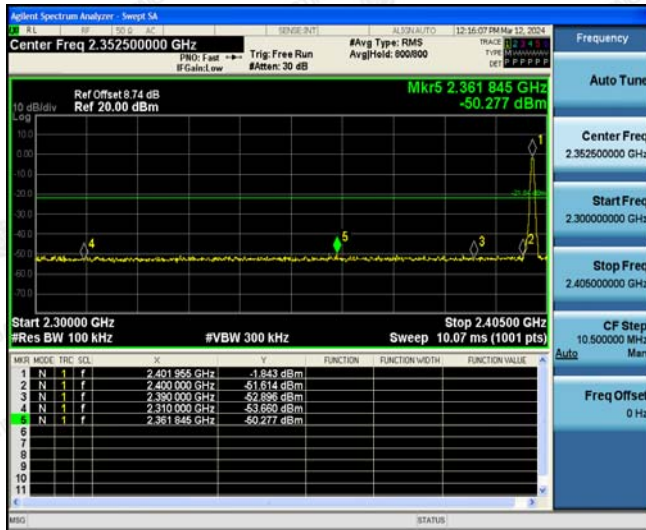 Agilent Spectrum Analyzer - Swept SA
RL RF 50 Ω AC SENSE:INT ALIGN AUTO 12:16:07 PM Mar 12, 2024
Center Freq 2.352500000 GHz
PNO: Fast
IFGain:Low
Trig: Free Run
#Atten: 30 dB
#Avg Type: RMS
Avg|Hold: 800/800
TRACE 1 2 3 4 5
TYPE M
DET P P P P P P
Frequency
Auto Tune
Center Freq
2.352500000 GHz
Start Freq
2.300000000 GHz
Stop Freq
2.405000000 GHz
CF Step
10.500000 MHz
Auto Man
Freq Offset
0 Hz
Ref Offset 8.74 dB
Ref 20.00 dBm
10 dB/div
Log
Mkr5 2.361 845 GHz
-50.277 dBm
10.0
0.00
-10.0
-20.0
-30.0
-40.0
-50.0
-60.0
-70.0
1
2
3
4
5
Start 2.30000 GHz
Stop 2.40500 GHz
#Res BW 100 kHz
#VBW 300 kHz
Sweep 10.07 ms (1001 pts)
MKR MODE TRC SCL X Y FUNCTION FUNCTION WIDTH FUNCTION VALUE
1 N 1 f 2.401 955 GHz -1.843 dBm
2 N 1 f 2.400 000 GHz -51.614 dBm
3 N 1 f 2.390 000 GHz -52.896 dBm
4 N 1 f 2.310 000 GHz -53.660 dBm
5 N 1 f 2.361 845 GHz -50.277 dBm
6
7
8
9
10
11
MSG
STATUS